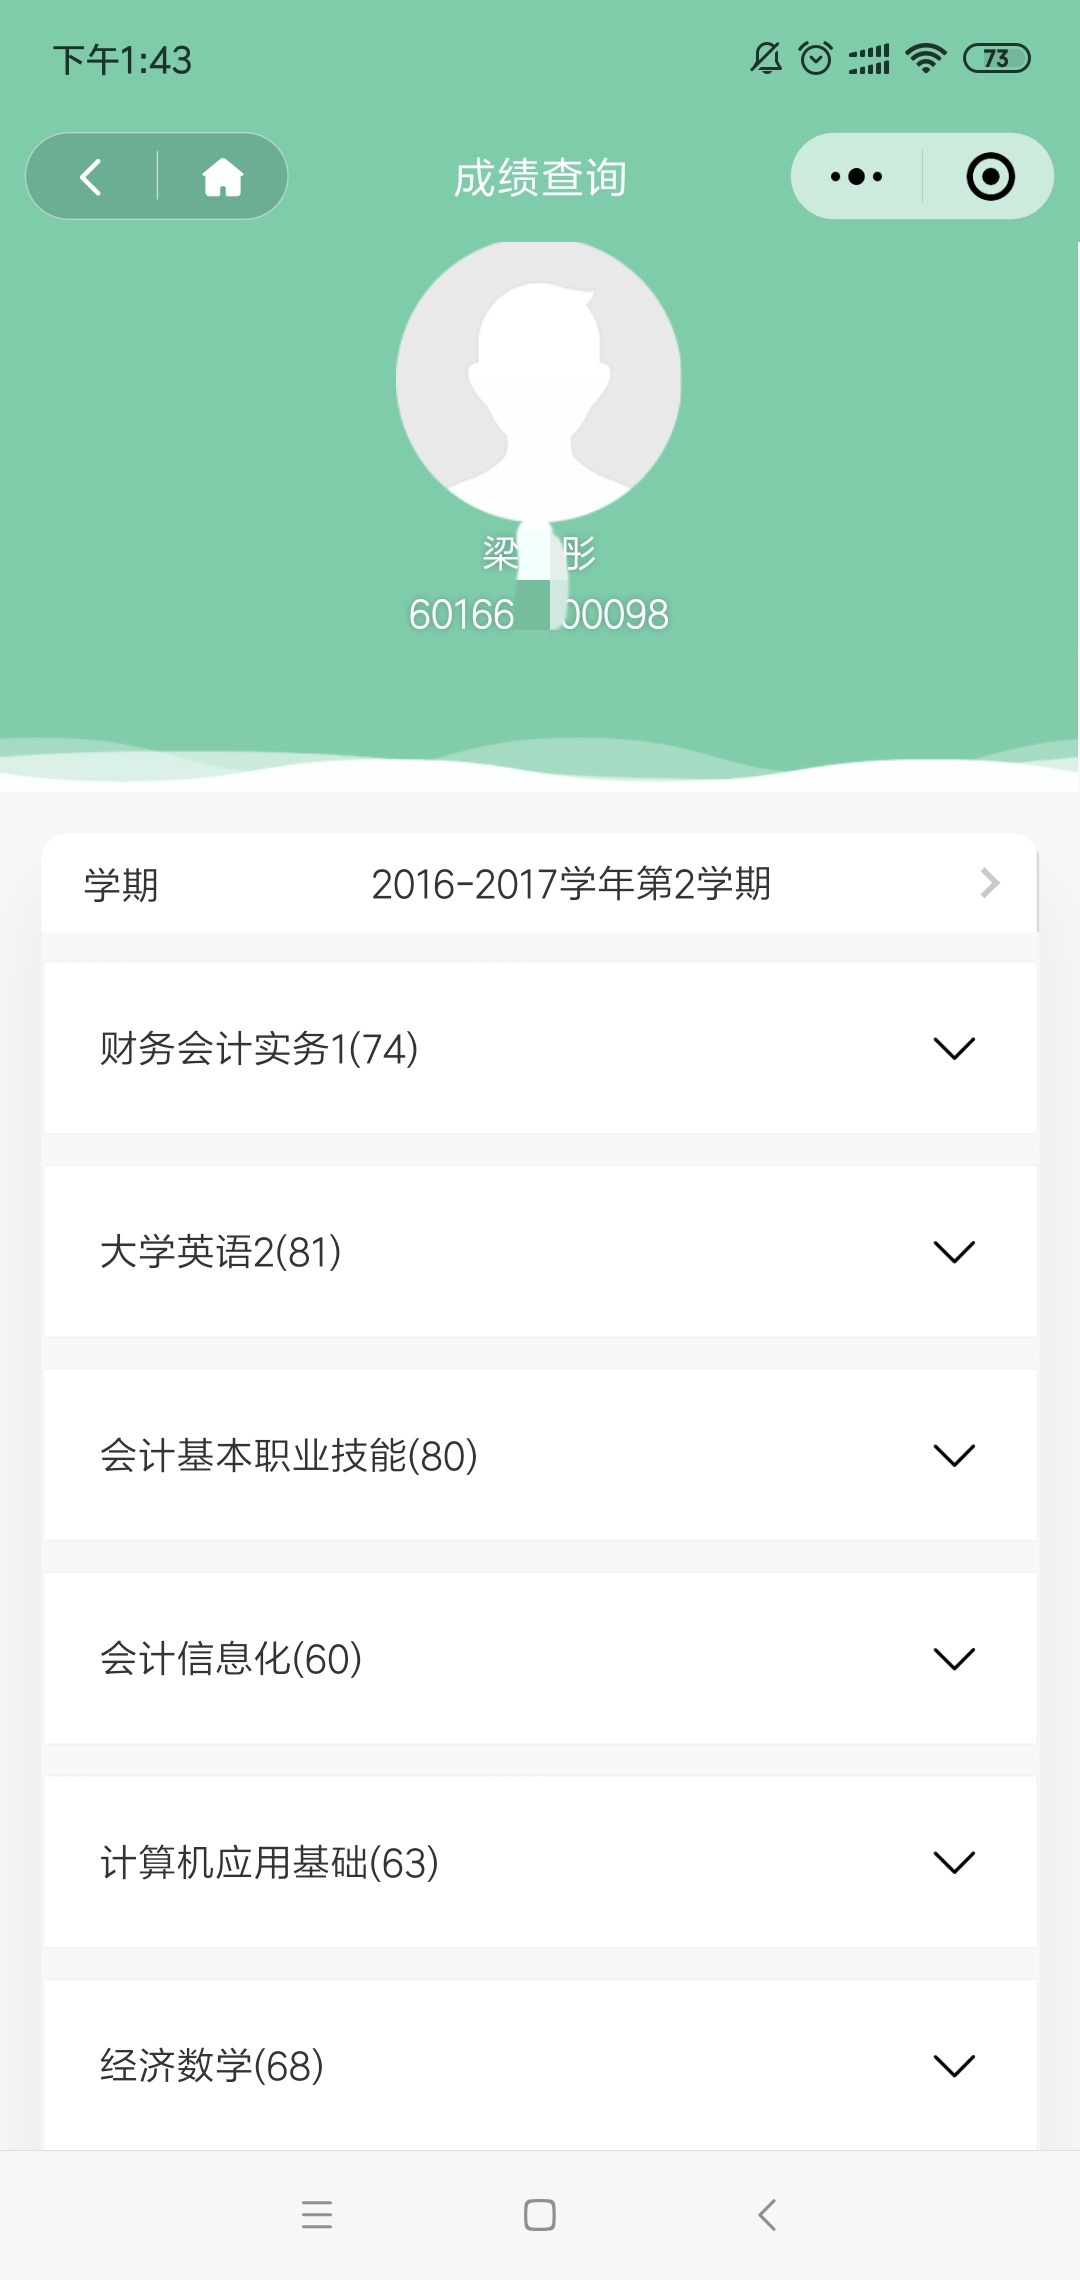 下午1:43
73
成绩查询
梁 彤
60166 00098
学期 2016-2017学年第2学期
财务会计实务1(74)
大学英语2(81)
会计基本职业技能(80)
会计信息化(60)
计算机应用基础(63)
经济数学(68)